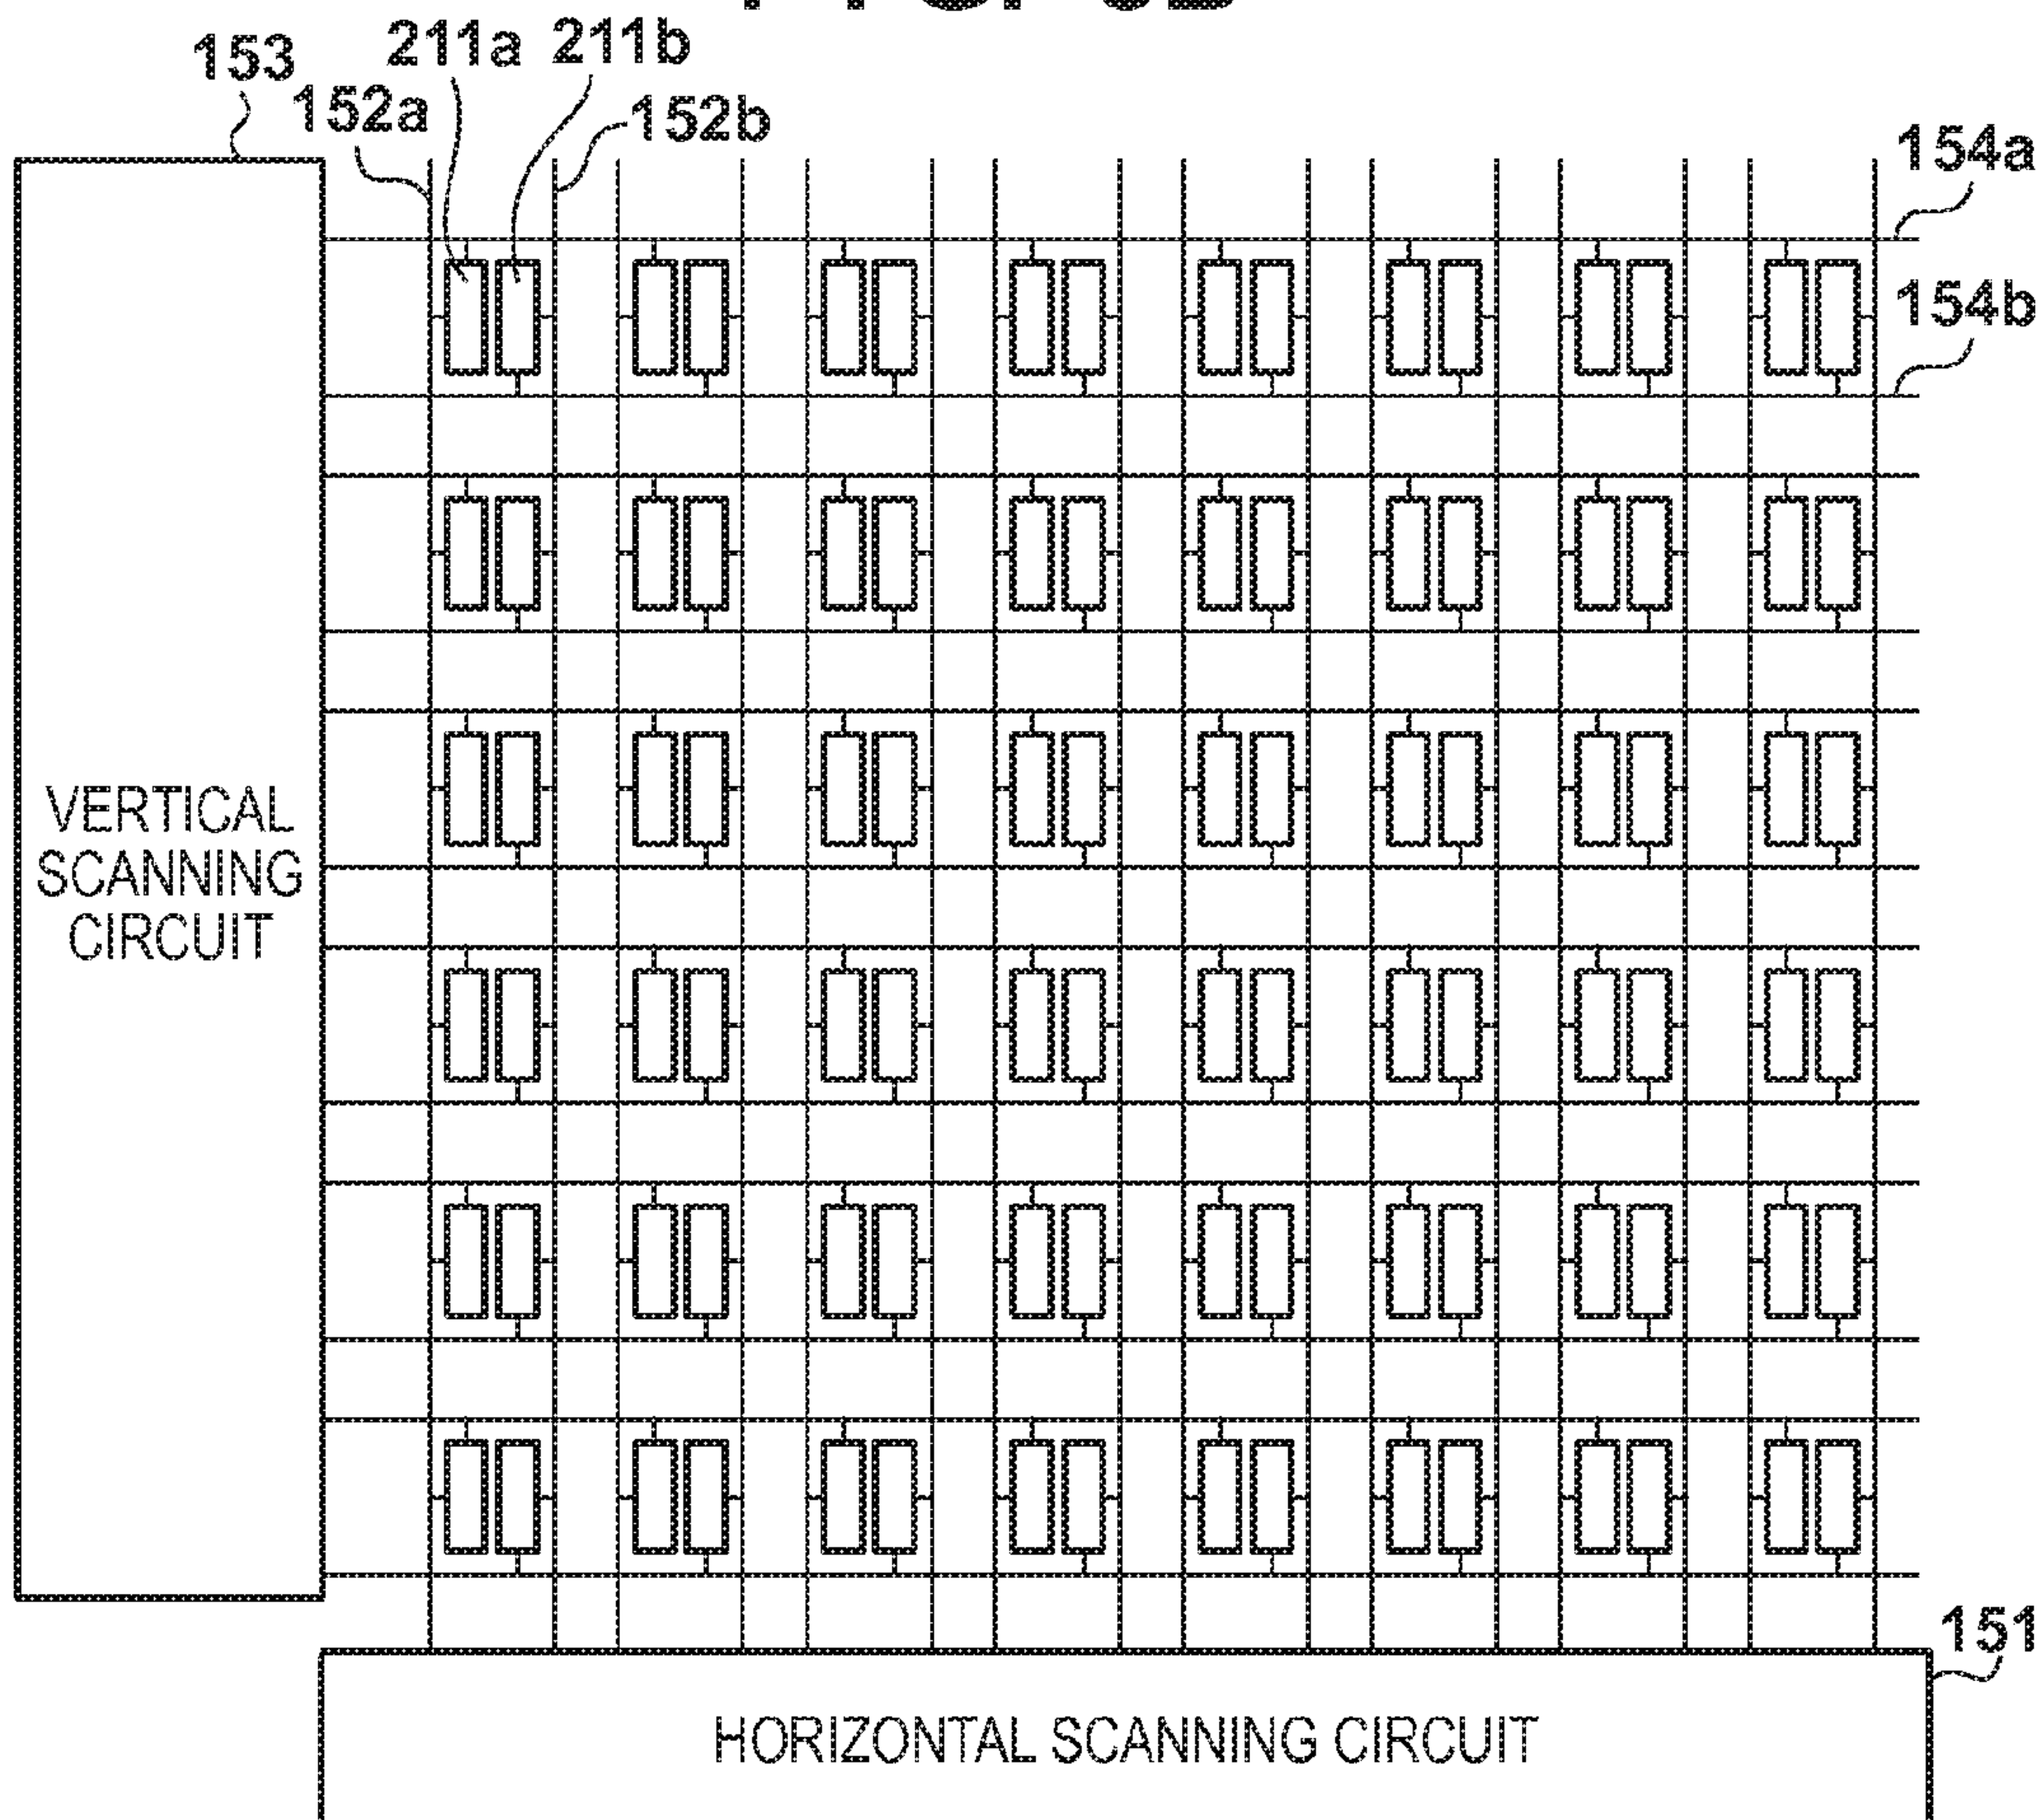 153
211a 211b
152a
152b
154a
154b
VERTICAL
SCANNING
CIRCUIT
151
HORIZONTAL SCANNING CIRCUIT